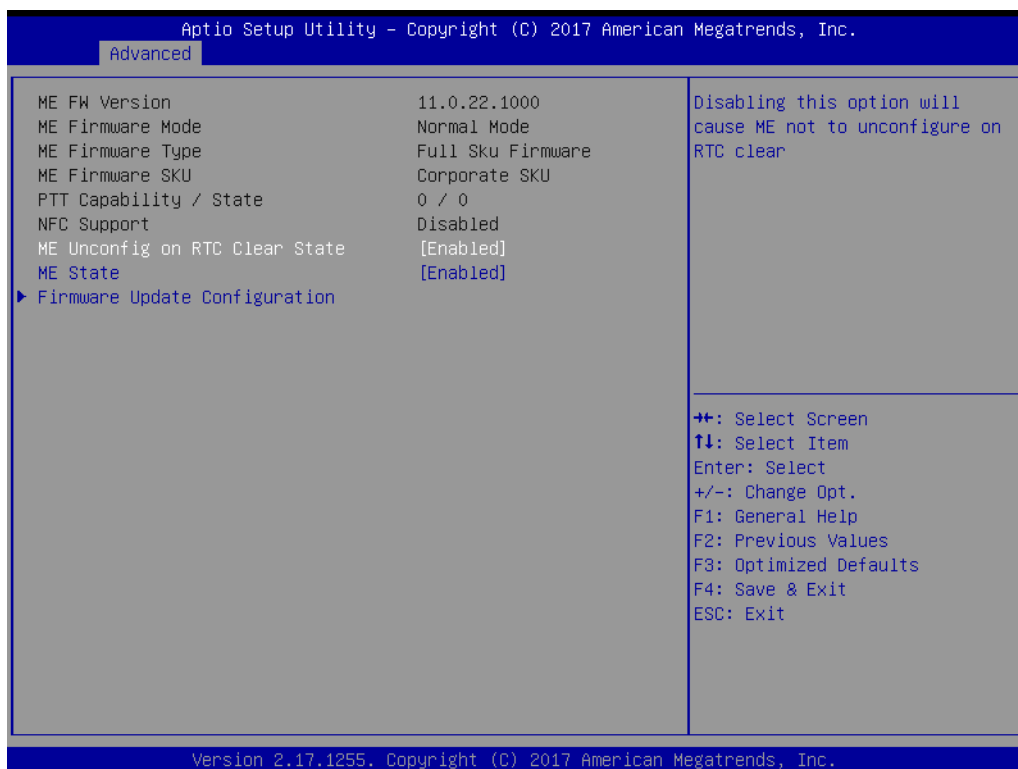 Aptio Setup Utility – Copyright (C) 2017 American Megatrends, Inc.
Advanced
ME FW Version 11.0.22.1000
ME Firmware Mode Normal Mode
ME Firmware Type Full Sku Firmware
ME Firmware SKU Corporate SKU
PTT Capability / State 0 / 0
NFC Support Disabled
ME Unconfig on RTC Clear State [Enabled]
ME State [Enabled]
Firmware Update Configuration
Disabling this option will
cause ME not to unconfigure on
RTC clear
→←: Select Screen
↑↓: Select Item
Enter: Select
+/-: Change Opt.
F1: General Help
F2: Previous Values
F3: Optimized Defaults
F4: Save & Exit
ESC: Exit
Version 2.17.1255. Copyright (C) 2017 American Megatrends, Inc.